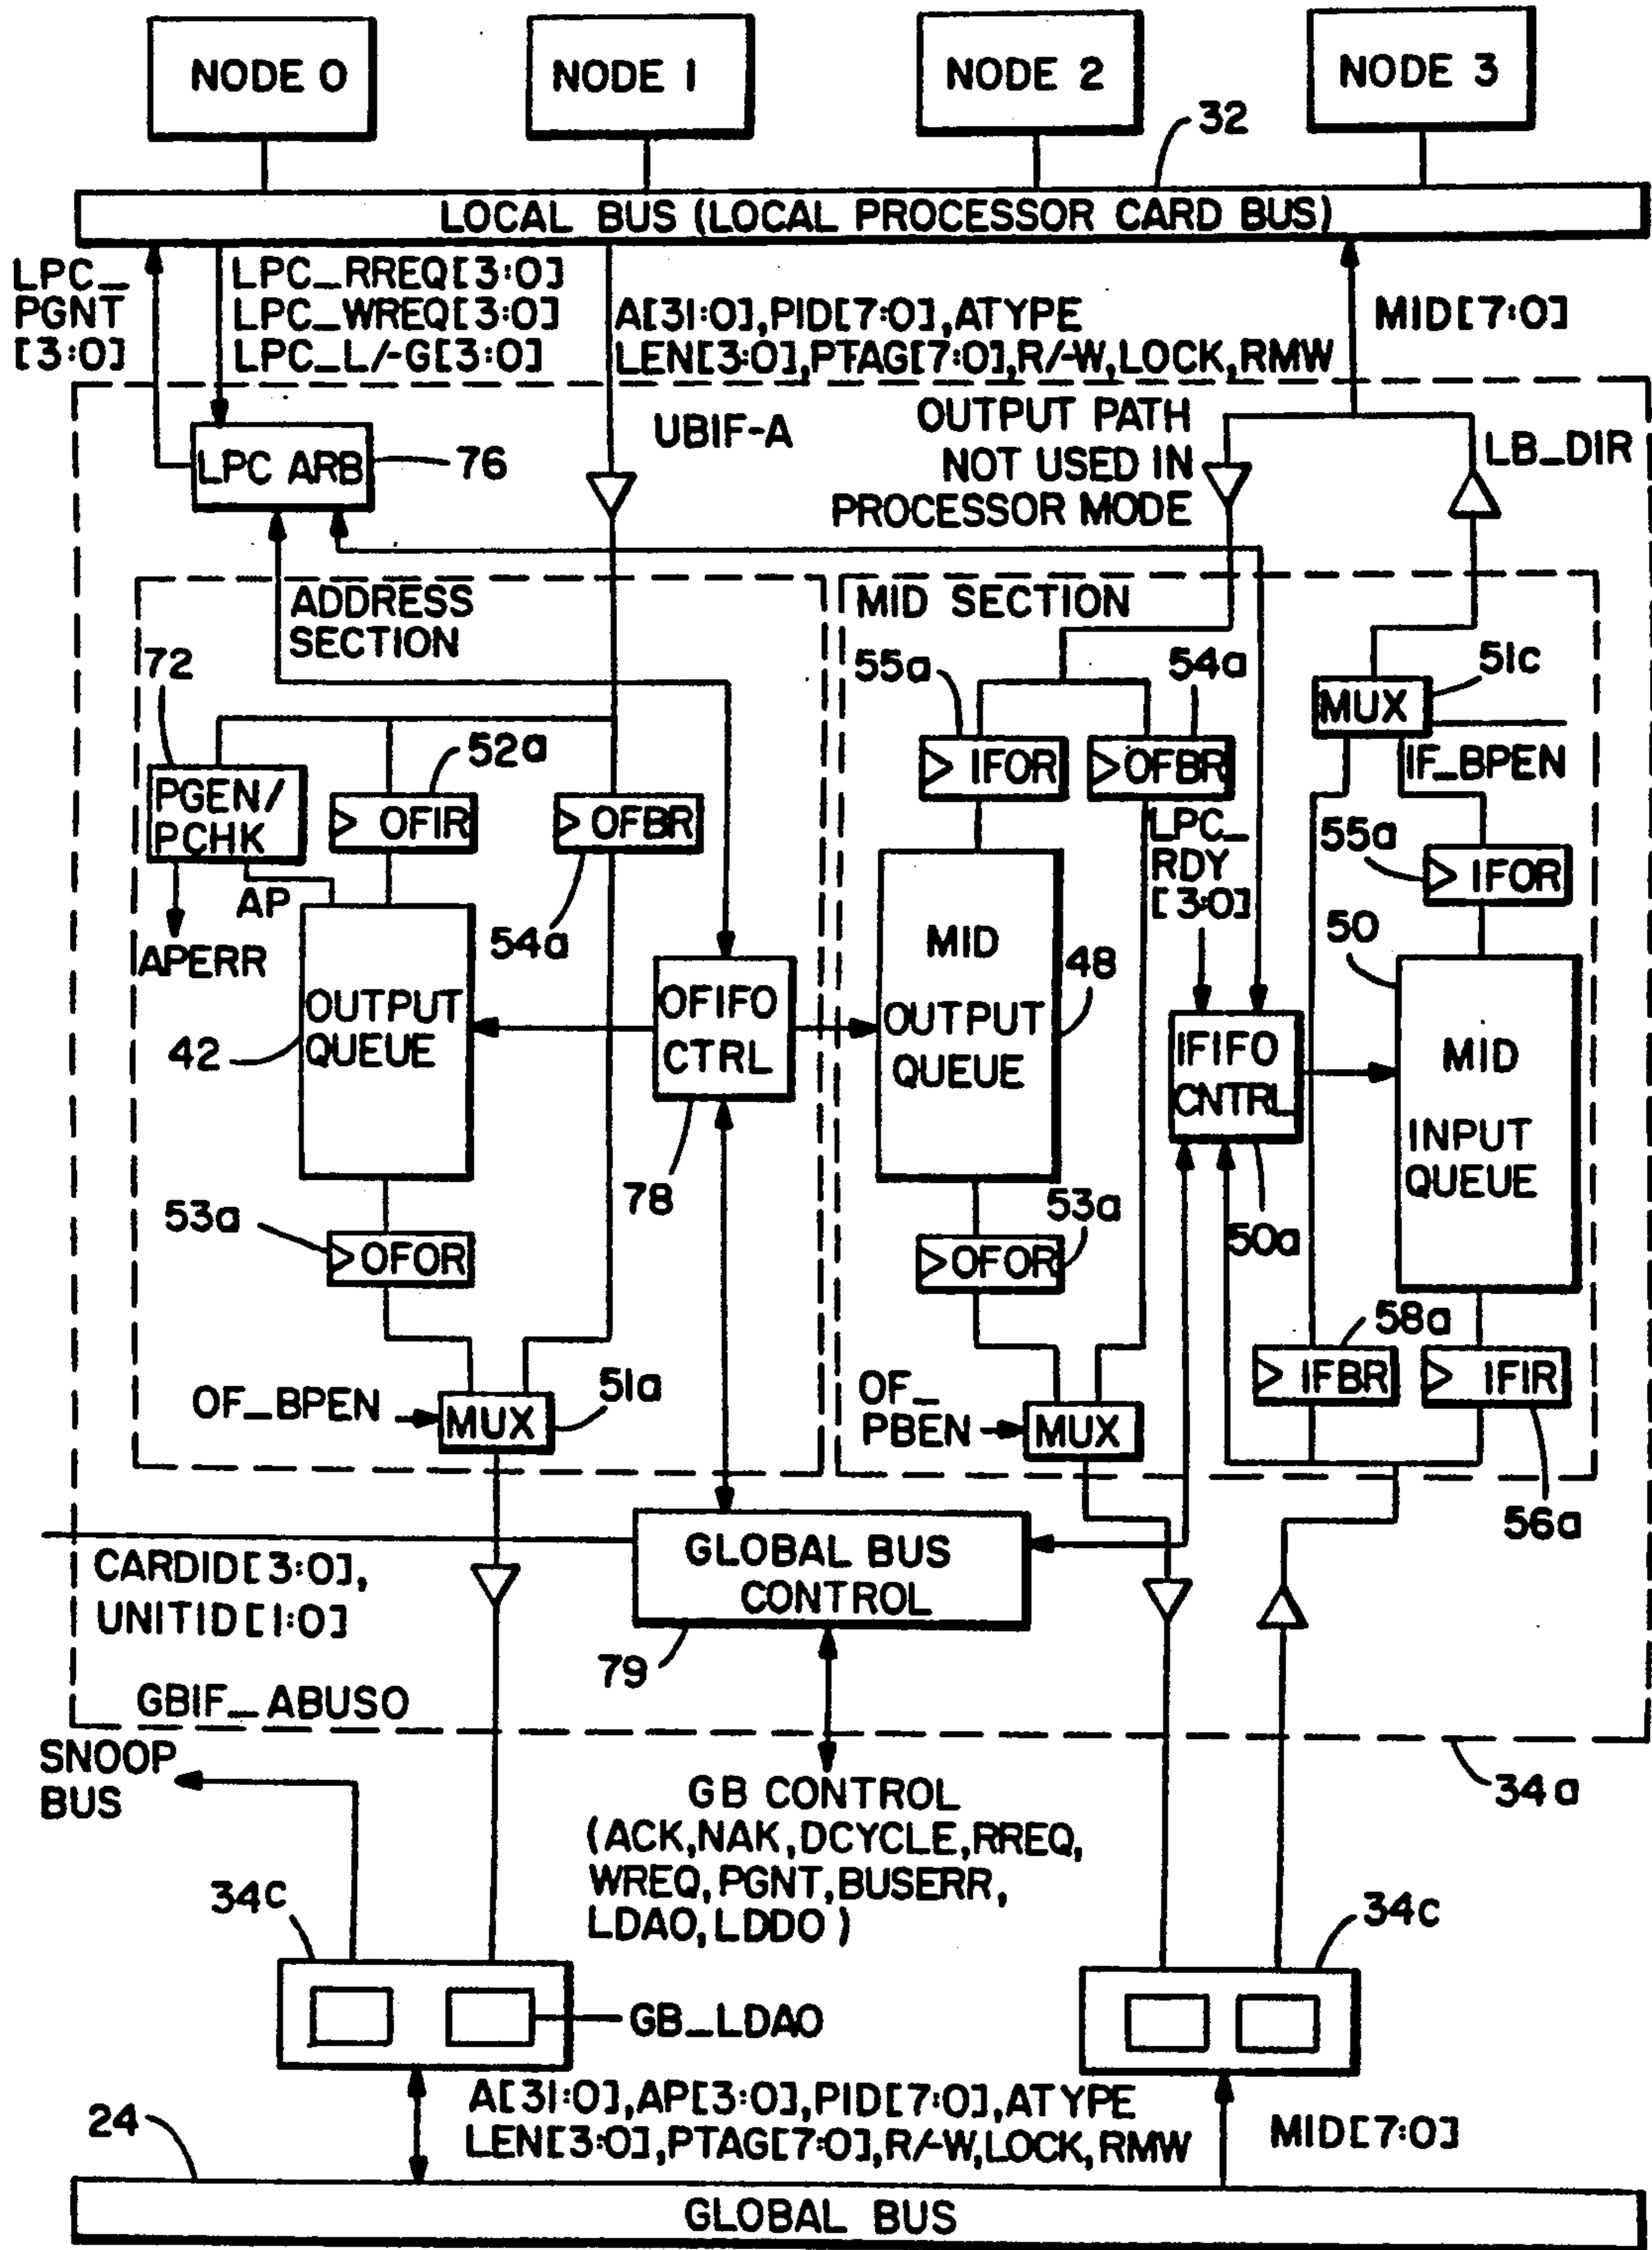 NODE 0
NODE 1
NODE 2
NODE 3
32
LOCAL BUS (LOCAL PROCESSOR CARD BUS)
LPC_
PGNT
[3:0]
LPC_RREQ[3:0]
LPC_WREQ[3:0]
LPC_L/-G[3:0]
A[31:0],PID[7:0],ATYPE
LEN[3:0],PTAG[7:0],R/-W,LOCK,RMW
MID[7:0]
LPC ARB
76
UBIF-A
OUTPUT PATH
NOT USED IN
PROCESSOR MODE
LB_DIR
ADDRESS
SECTION
MID SECTION
72
PGEN/
PCHK
52a
OFIR
OFBR
54a
AP
APERR
55a
IFOR
54a
OFBR
51c
MUX
IF_BPEN
LPC_
RDY
[3:0]
55a
IFOR
OUTPUT
QUEUE
42
OFIFO
CTRL
78
MID
OUTPUT
QUEUE
48
IFIFO
CNTRL
50a
50
MID
INPUT
QUEUE
53a
OFOR
53a
OFOR
58a
IFBR
IFIR
56a
OF_BPEN
MUX
51a
OF_
PBEN
MUX
CARDID[3:0],
UNITID[1:0]
GLOBAL BUS
CONTROL
79
GBIF_ABUSO
34a
SNOOP
BUS
GB CONTROL
(ACK,NAK,DCYCLE,RREQ,
WREQ,PGNT,BUSERR,
LDAO,LDDO)
34c
GB_LDAO
34c
A[31:0],AP[3:0],PID[7:0],ATYPE
LEN[3:0],PTAG[7:0],R/-W,LOCK,RMW
MID[7:0]
24
GLOBAL BUS